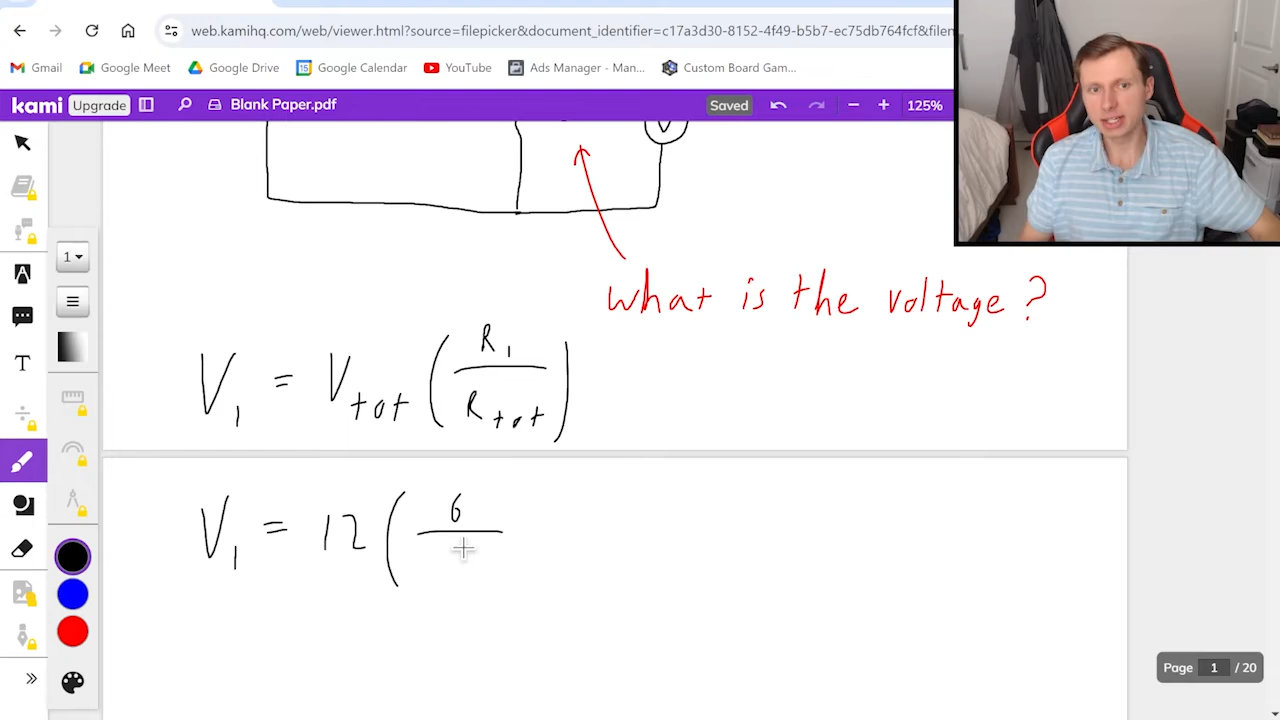 web.kamihq.com/web/viewer.html?source=filepicker&document_identifier=c17a3d30-8152-4f49-b5b7-ec75db764fcf&filen
Gmail Google Meet Google Drive 15 Google Calendar YouTube Ads Manager - Man... Custom Board Gam...
kami Upgrade Blank Paper.pdf Saved 125%
V
1
what is the voltage?
V₁ = Vtot (R₁ / Rtot)
V₁ = 12 ( 6
Page 1 / 20